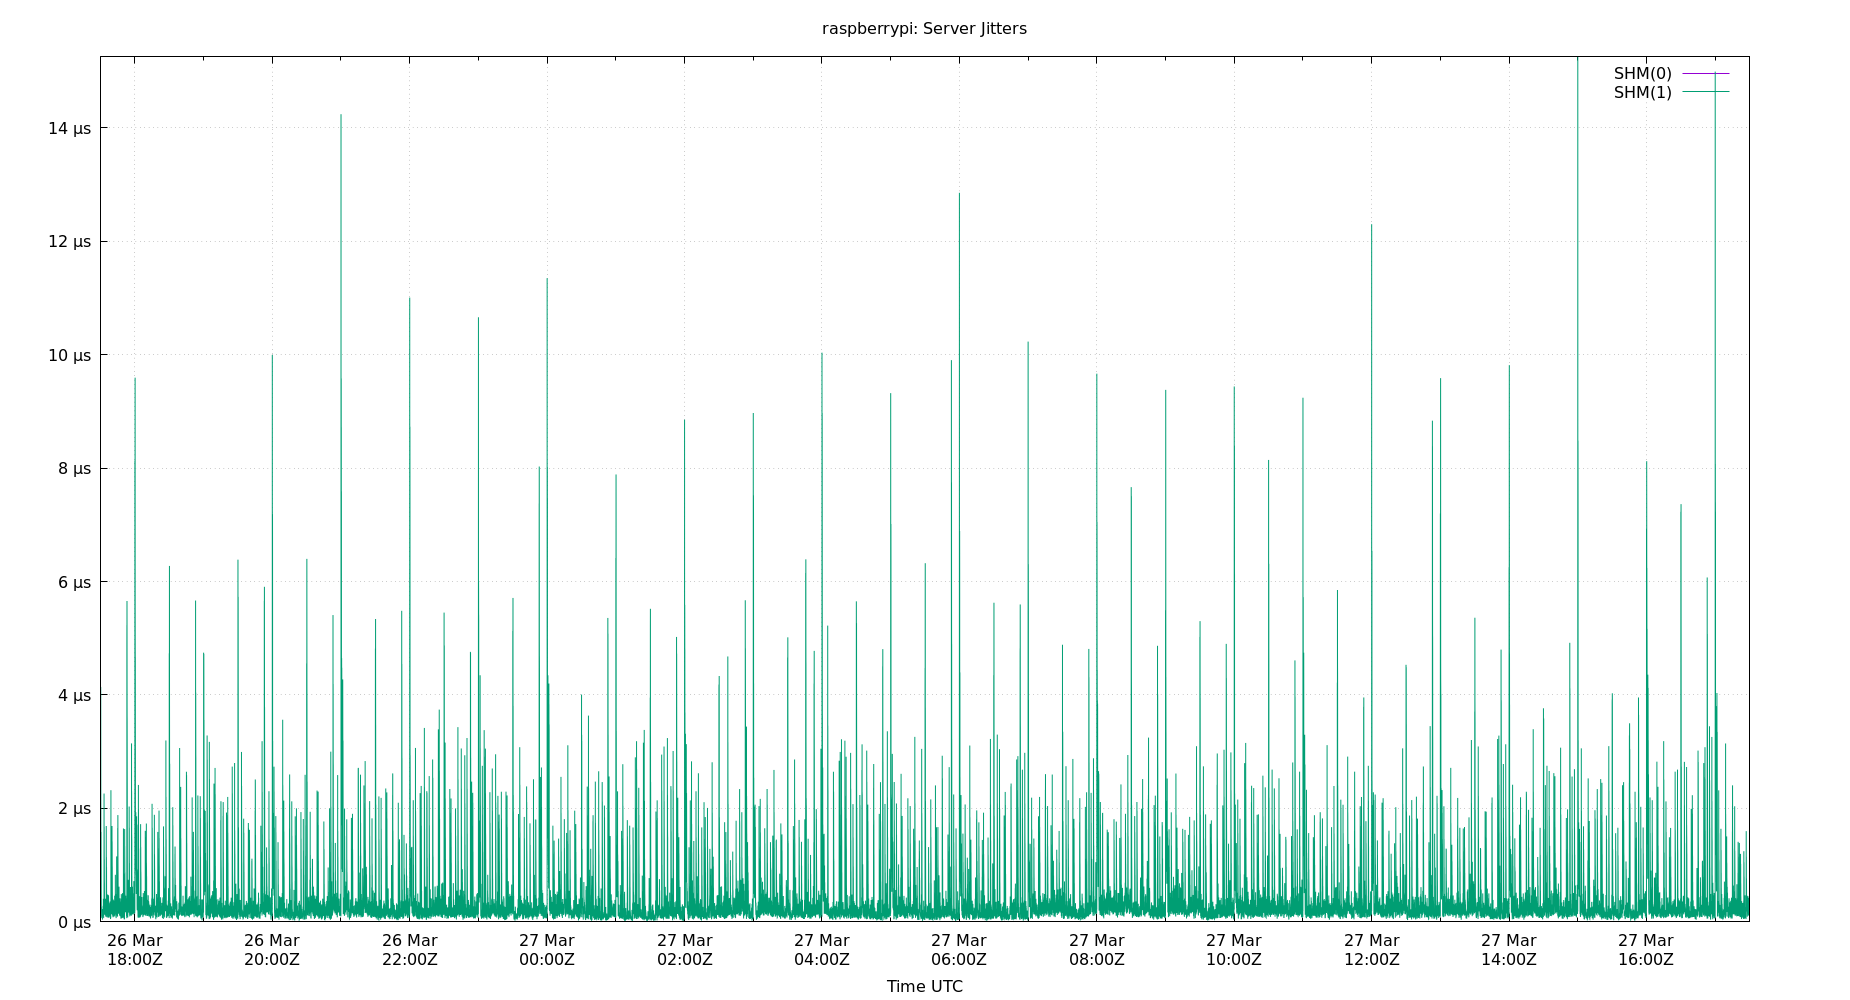 raspberrypi: Server Jitters
SHM(0)
SHM(1)
14 µs
12 µs
10 µs
8 µs
6 µs
4 µs
2 µs
0 µs
26 Mar 26 Mar 26 Mar 27 Mar 27 Mar 27 Mar 27 Mar 27 Mar 27 Mar 27 Mar 27 Mar 27 Mar
18:00Z 20:00Z 22:00Z 00:00Z 02:00Z 04:00Z 06:00Z 08:00Z 10:00Z 12:00Z 14:00Z 16:00Z
Time UTC